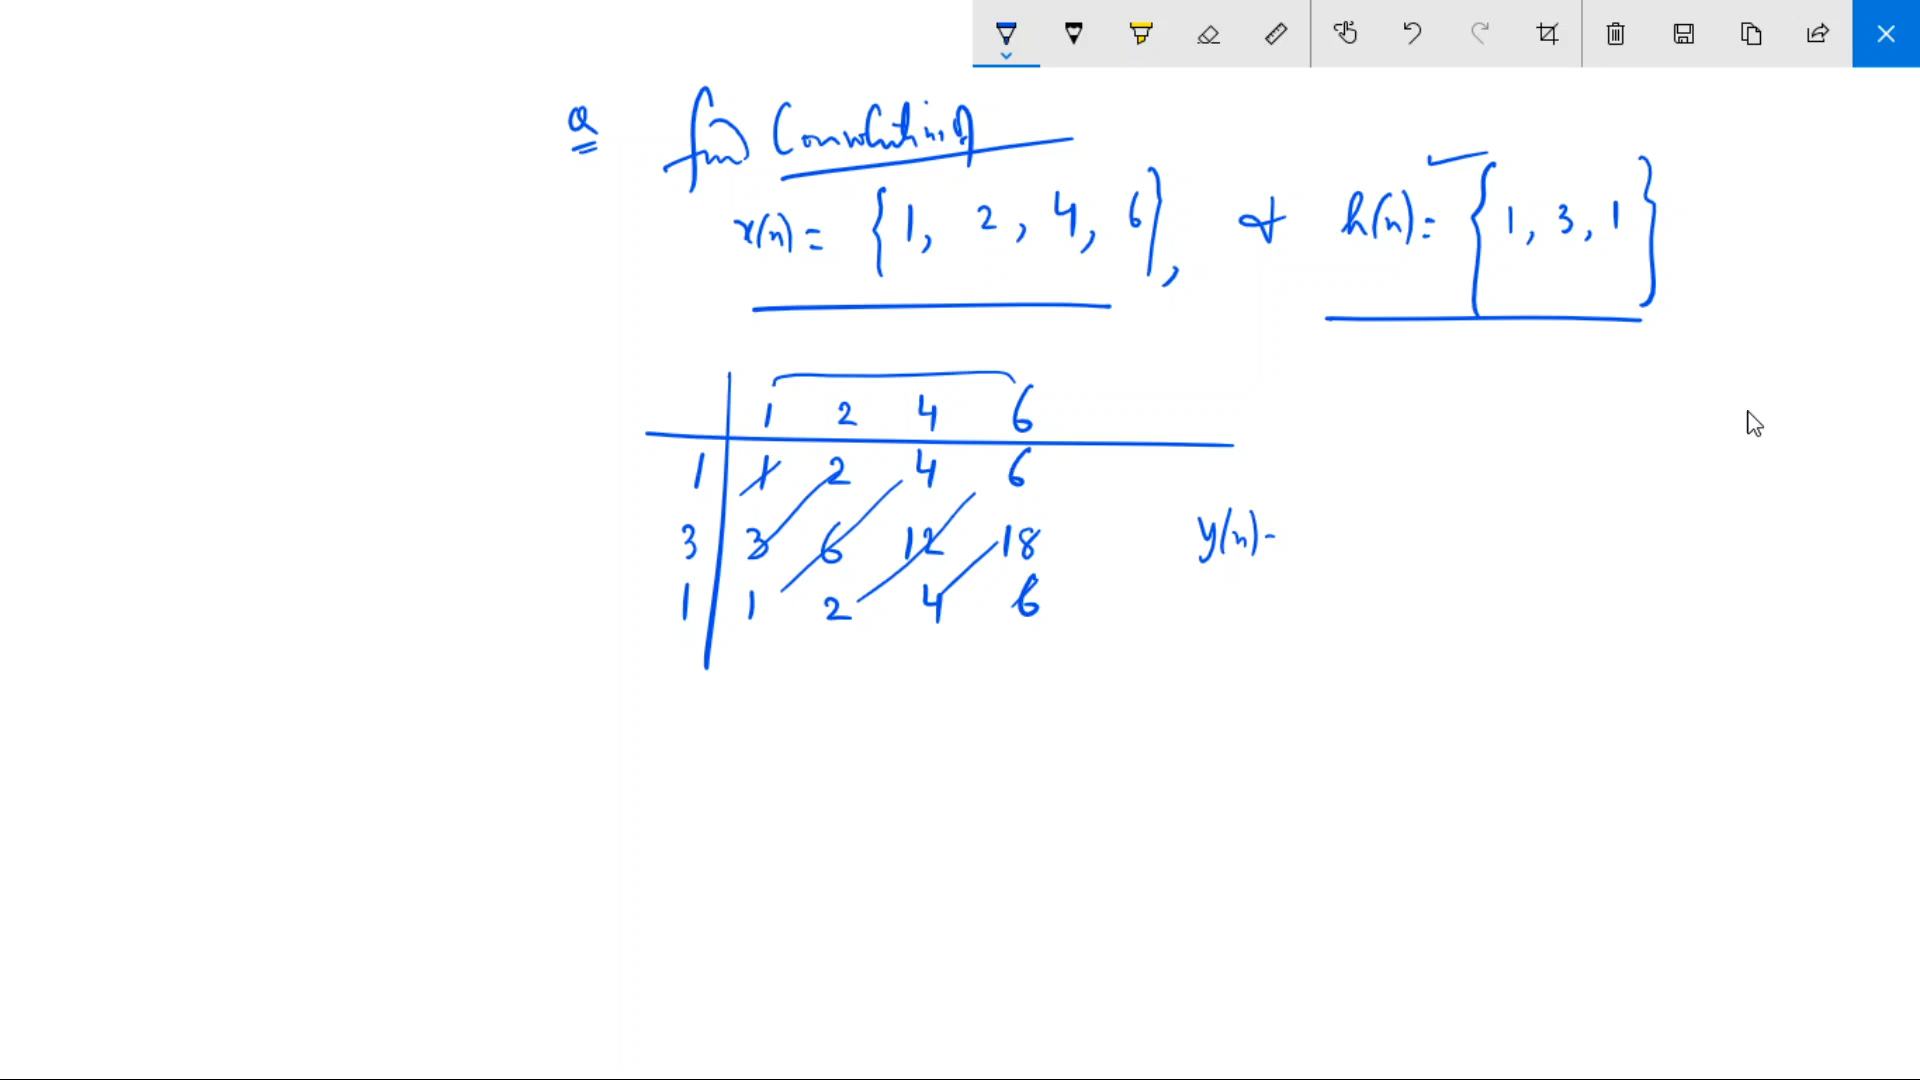 Q find Convolution of
x(n) = {1, 2, 4, 6}, & h(n) = {1, 3, 1}
1 2 4 6
1 1 2 4 6
3 3 6 12 18
1 1 2 4 6
y(n) -